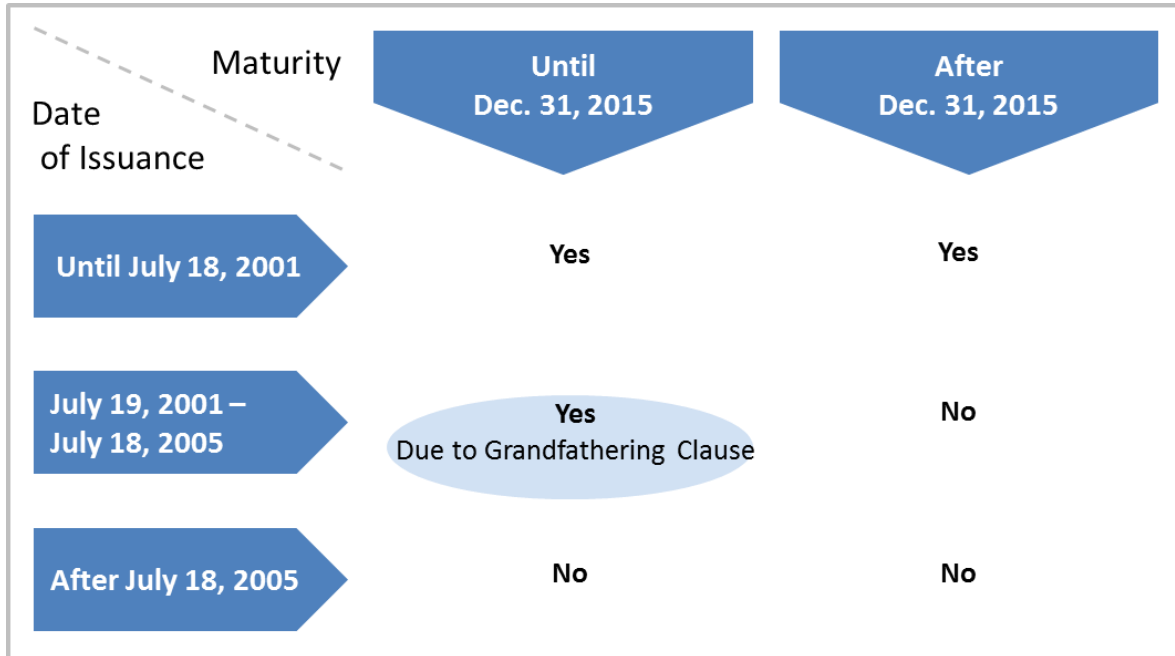 Maturity
Date
of Issuance
Until
Dec. 31, 2015
After
Dec. 31, 2015
Until July 18, 2001
Yes
Yes
July 19, 2001 –
July 18, 2005
Yes
Due to Grandfathering Clause
No
After July 18, 2005
No
No